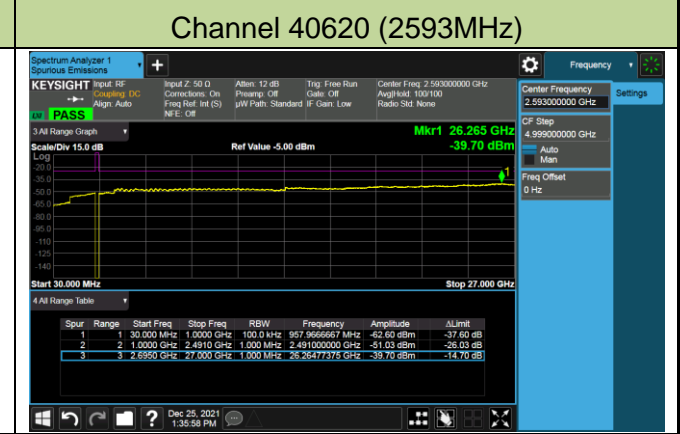 Channel 40620 (2593MHz)
Spectrum Analyzer 1
Spurious Emissions
Frequency
KEYSIGHT
Input: RF
Coupling: DC
Align: Auto
Input Z: 50 Ω
Corrections: On
Freq Ref: Int (S)
NFE: Off
Atten: 12 dB
Preamp: Off
µW Path: Standard
Trig: Free Run
Gate: Off
IF Gain: Low
Center Freq: 2.593000000 GHz
Avg|Hold: 100/100
Radio Std: None
PASS
Center Frequency
2.593000000 GHz
Settings
CF Step
4.999000000 GHz
Auto
Man
Freq Offset
0 Hz
3 All Range Graph
Mkr1 26.265 GHz
Scale/Div 15.0 dB
Ref Value -5.00 dBm
-39.70 dBm
Log
-20.0
-35.0
-50.0
-65.0
-80.0
-95.0
-110
-125
-140
1
Start 30.000 MHz
Stop 27.000 GHz
4 All Range Table
Spur Range Start Freq Stop Freq RBW Frequency Amplitude ΔLimit
1 1 30.000 MHz 1.0000 GHz 100.0 kHz 957.9666667 MHz -62.60 dBm -37.60 dB
2 2 1.0000 GHz 2.4910 GHz 1.000 MHz 2.491000000 GHz -51.03 dBm -26.03 dB
3 3 2.6950 GHz 27.000 GHz 1.000 MHz 26.26477375 GHz -39.70 dBm -14.70 dB
?
Dec 25, 2021
1:35:58 PM